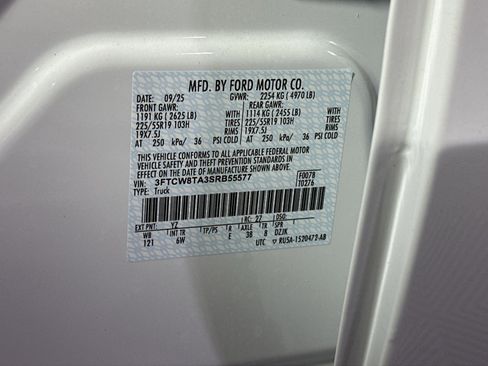 MFD. BY FORD MOTOR CO.
DATE: 09/25 GVWR: 2254 KG ( 4970 LB)
FRONT GAWR: REAR GAWR:
1191 KG ( 2625 LB) WITH 1114 KG ( 2455 LB) WITH
225/55R19 103H TIRES 225/55R19 103H TIRES
19X7.5J RIMS 19X7.5J RIMS
AT 250 kPa/ 36 PSI COLD AT 250 kPa/ 36 PSI COLD
THIS VEHICLE CONFORMS TO ALL APPLICABLE FEDERAL MOTOR
VEHICLE SAFETY AND THEFT PREVENTION STANDARDS IN
EFFECT ON THE DATE OF MANUFACTURE SHOWN ABOVE.
VIN: 3FTCW8TA3SRB55577 F0078
TYPE: Truck T0276
EXT PNT: YZ RC: 27 DSO:
WB INT TR TP/PS R AXLE TR SPR
121 6W E 38 8 DZJK
UTC RU5A-1520472-AB